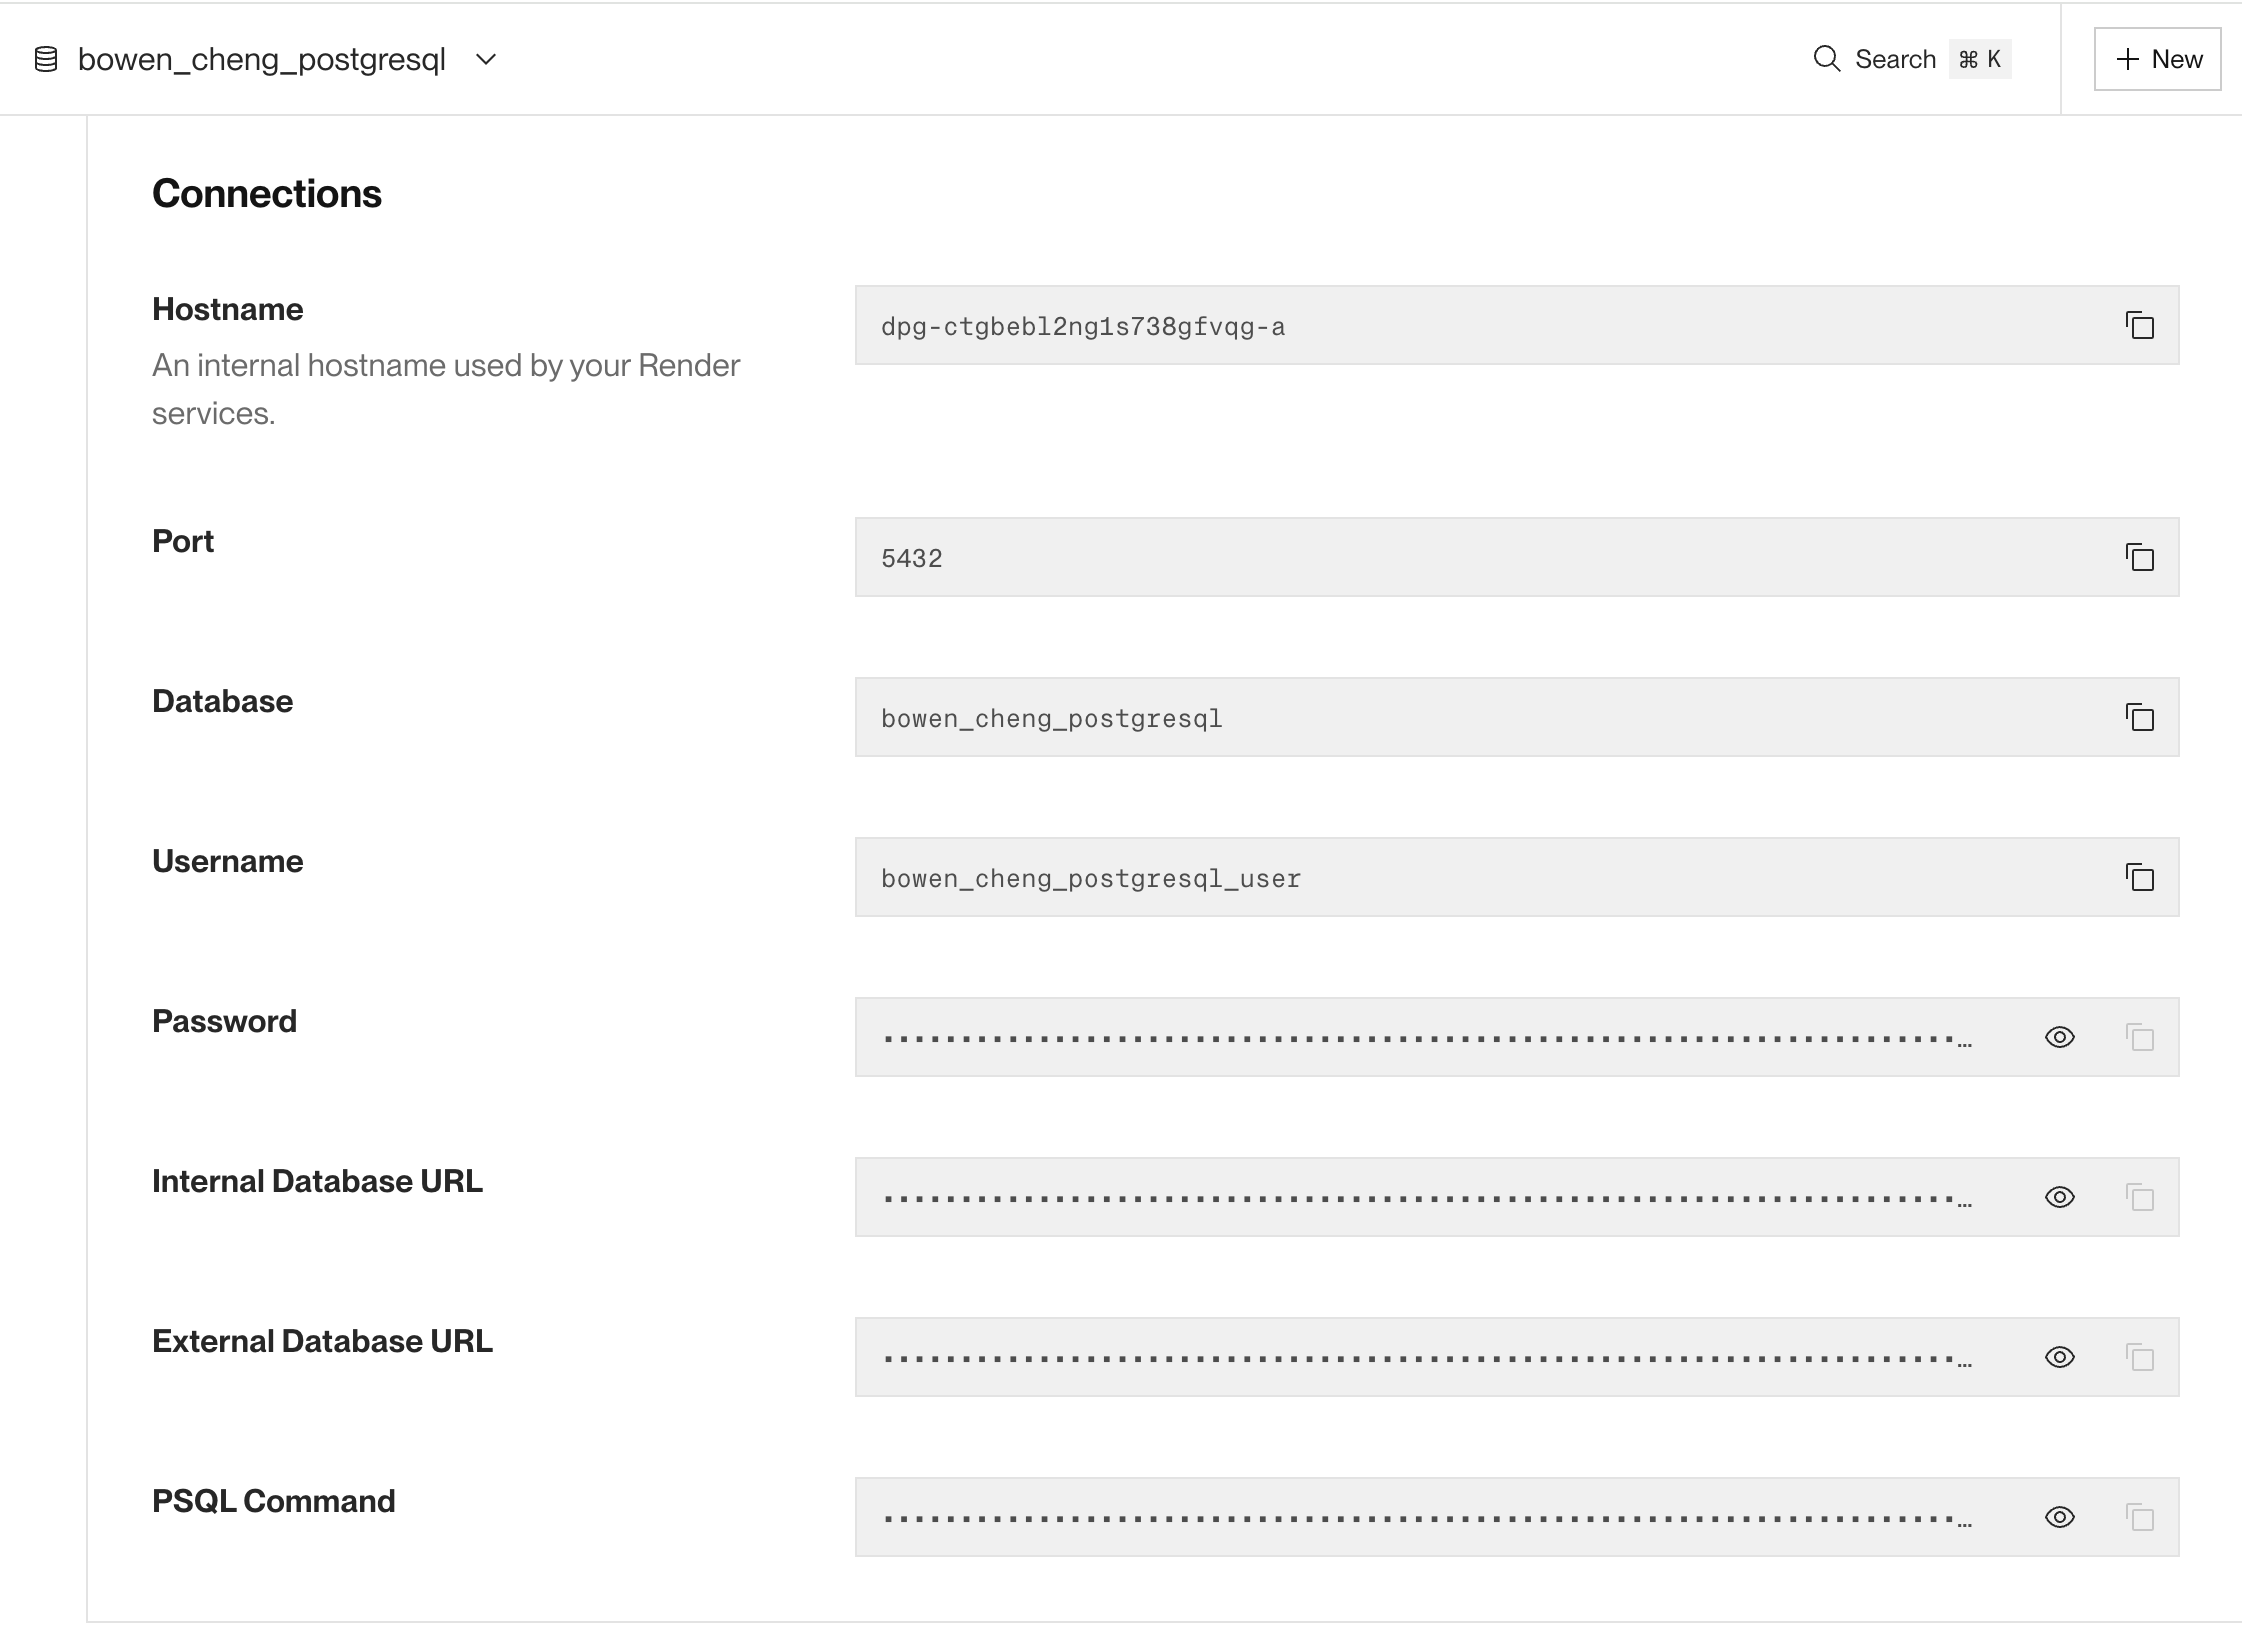 bowen_cheng_postgresql
Search ⌘ K
+ New
Connections
Hostname
An internal hostname used by your Render
services.
dpg-ctgbebl2ng1s738gfvqg-a
Port
5432
Database
bowen_cheng_postgresql
Username
bowen_cheng_postgresql_user
Password
Internal Database URL
External Database URL
PSQL Command